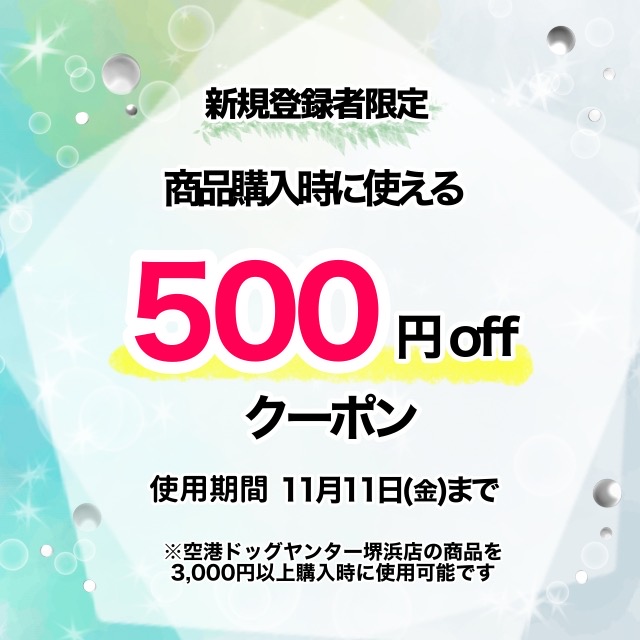 新規登録者限定
商品購入時に使える
500円off
クーポン
使用期間 11月11日(金)まで
※空港ドッグヤンター堺浜店の商品を
3,000円以上購入時に使用可能です